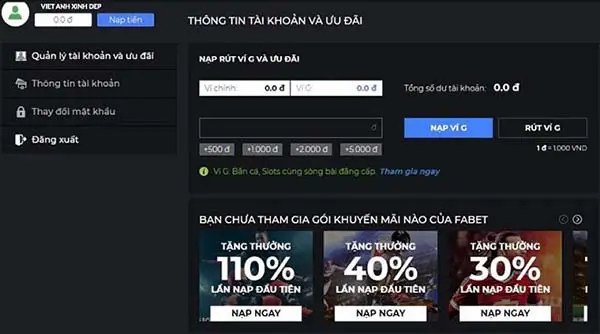 VIET ANH XINH DEP
0.0 đ
Nạp tiền
THÔNG TIN TÀI KHOẢN VÀ ƯU ĐÃI
Quản lý tài khoản và ưu đãi
Thông tin tài khoản
Thay đổi mật khẩu
Đăng xuất
NẠP RÚT VÍ G VÀ ƯU ĐÃI
Ví chính: 0.0 đ
Ví G: 0.0 đ
Tổng số dư tài khoản: 0.0 đ
đ
NẠP VÍ G
RÚT VÍ G
+500 đ
+1.000 đ
+2.000 đ
+5.000 đ
1 đ = 1.000 VND
Ví G: Bắn cá, Slots cùng sòng bài đẳng cấp. Tham gia ngay
BẠN CHƯA THAM GIA GÓI KHUYẾN MÃI NÀO CỦA FABET
TẶNG THƯỞNG
110%
LẦN NẠP ĐẦU TIÊN
NẠP NGAY
TẶNG THƯỞNG
40%
LẦN NẠP ĐẦU TIÊN
NẠP NGAY
TẶNG THƯỞNG
30%
LẦN NẠP ĐẦU TIÊN
NẠP NGAY